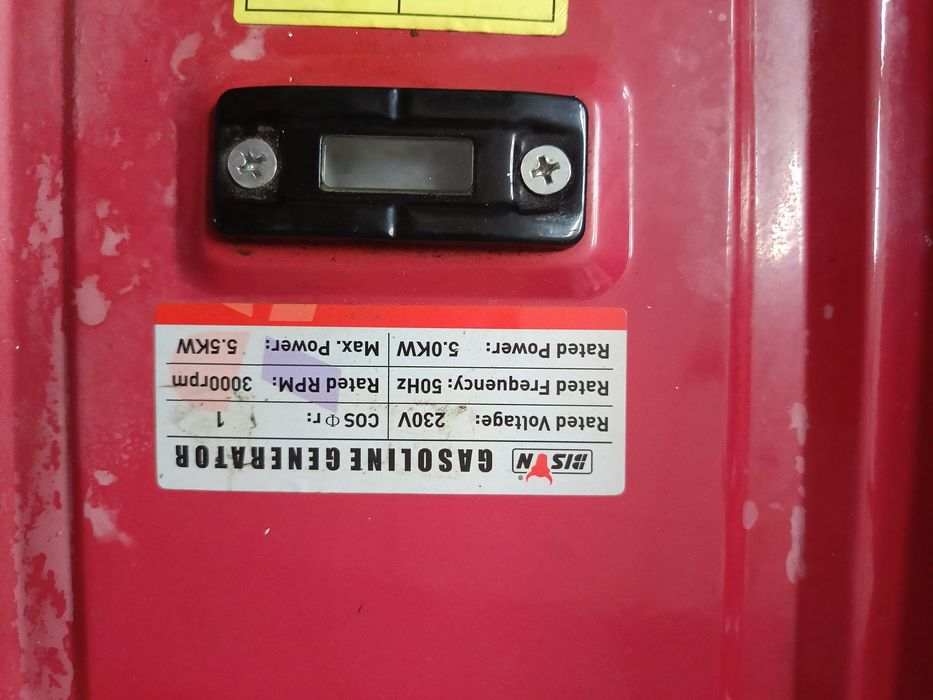 BISON GASOLINE GENERATOR
Rated Voltage: 230V COSΦr: 1
Rated Frequency: 50Hz Rated RPM: 3000rpm
Rated Power: 5.0KW Max. Power: 5.5KW